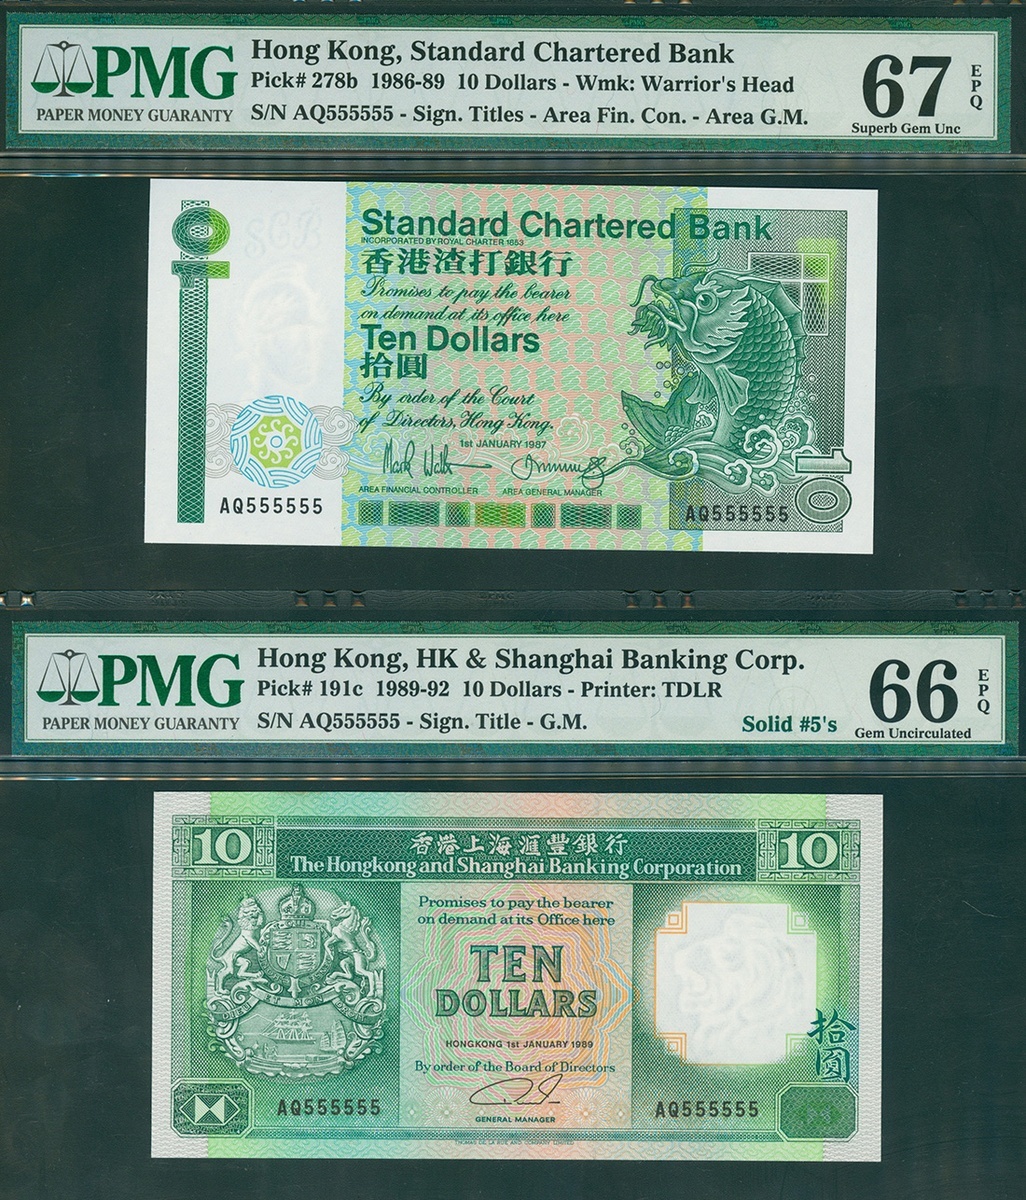 PMG
PAPER MONEY GUARANTY
Hong Kong, Standard Chartered Bank
Pick# 278b 1986-89 10 Dollars - Wmk: Warrior's Head
S/N AQ555555 - Sign. Titles - Area Fin. Con. - Area G.M.
67
EPQ
Superb Gem Unc
10
Standard Chartered Bank
INCORPORATED BY ROYAL CHARTER 1853
香港渣打銀行
Promises to pay the bearer
on demand at its office here
Ten Dollars
拾圓
By order of the Court
of Directors, Hong Kong.
1st JANUARY 1987
AREA FINANCIAL CONTROLLER AREA GENERAL MANAGER
AQ555555
AQ555555
10
PMG
PAPER MONEY GUARANTY
Hong Kong, HK & Shanghai Banking Corp.
Pick# 191c 1989-92 10 Dollars - Printer: TDLR
S/N AQ555555 - Sign. Title - G.M.
Solid #5's
66
EPQ
Gem Uncirculated
10
香港上海滙豐銀行
The Hongkong and Shanghai Banking Corporation
10
Promises to pay the bearer
on demand at its Office here
TEN
DOLLARS
HONGKONG 1st JANUARY 1989
By order of the Board of Directors
GENERAL MANAGER
拾圓
AQ555555
AQ555555
THOMAS DE LA RUE AND COMPANY LIMITED